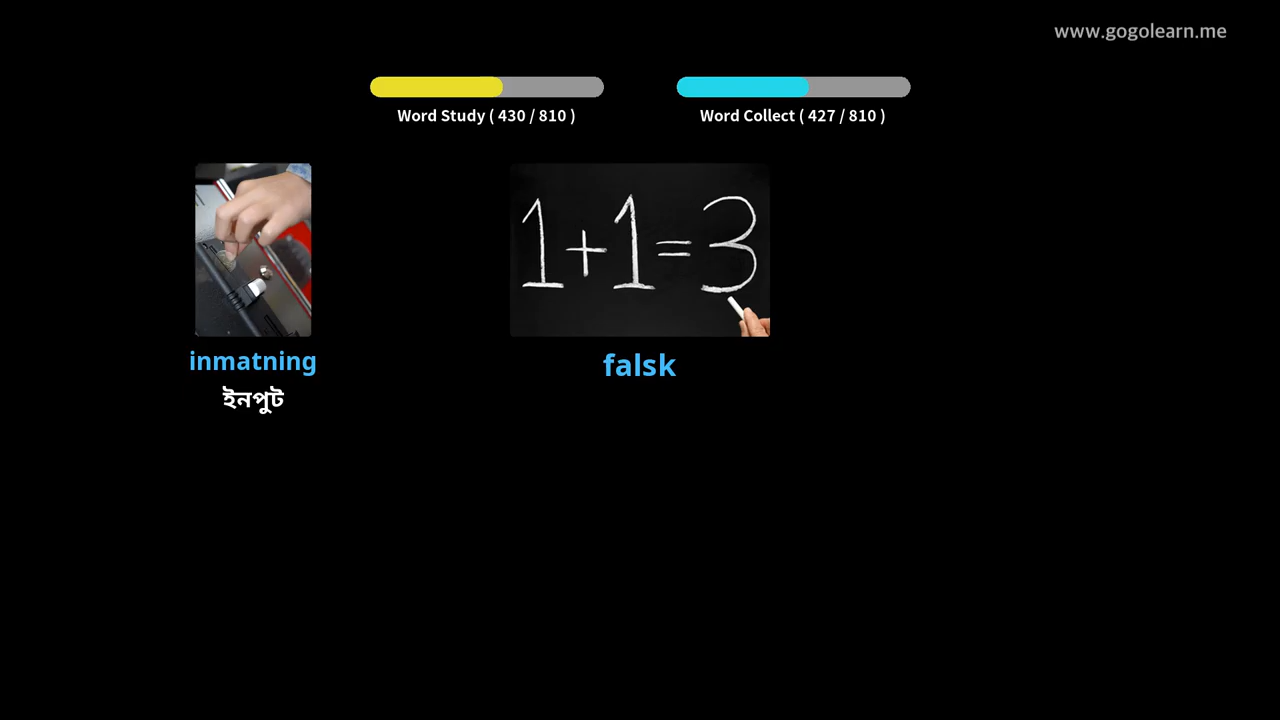 www.gogolearn.me
Word Study ( 430 / 810 )
Word Collect ( 427 / 810 )
1+1=3
inmatning
falsk
ইনপুট